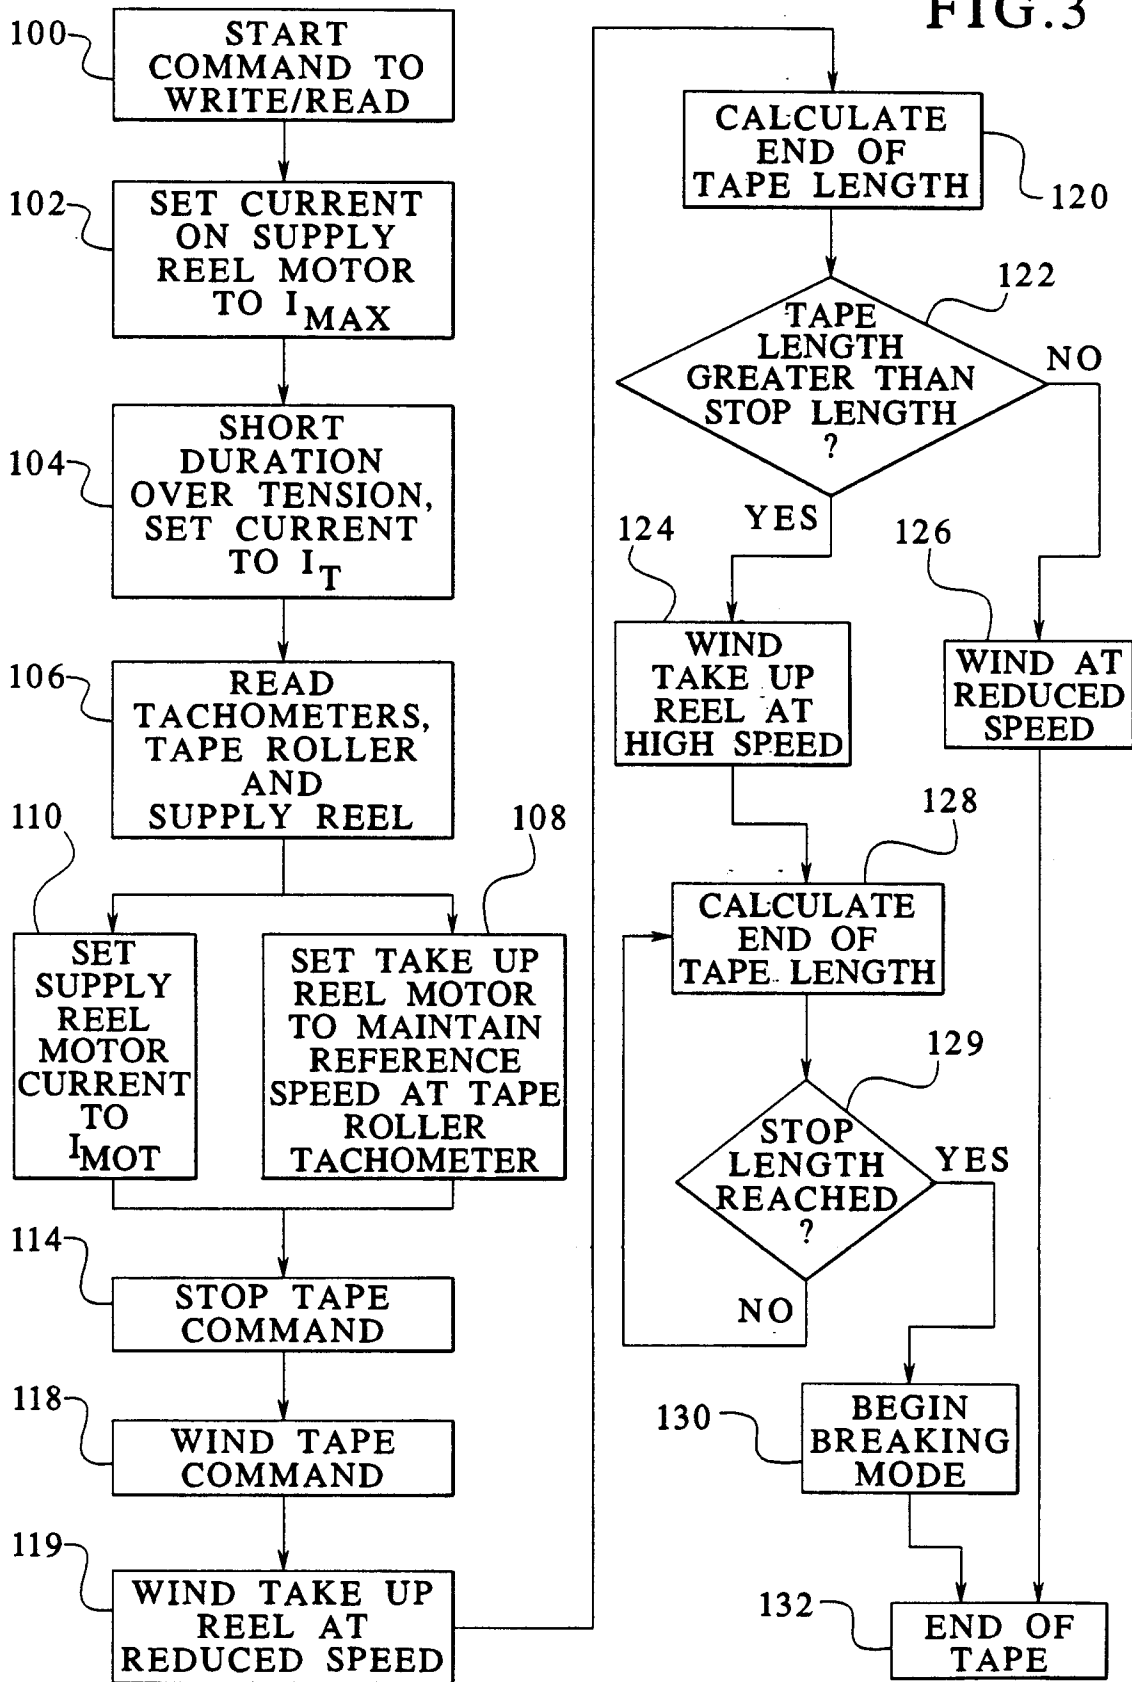 FIG.3
100
START
COMMAND TO
WRITE/READ
102
SET CURRENT
ON SUPPLY
REEL MOTOR
TO IMAX
104
SHORT
DURATION
OVER TENSION,
SET CURRENT
TO IT
106
READ
TACHOMETERS,
TAPE ROLLER
AND
SUPPLY REEL
110
SET
SUPPLY
REEL
MOTOR
CURRENT
TO
IMOT
108
SET TAKE UP
REEL MOTOR
TO MAINTAIN
REFERENCE
SPEED AT TAPE
ROLLER
TACHOMETER
114
STOP TAPE
COMMAND
118
WIND TAPE
COMMAND
119
WIND TAKE UP
REEL AT
REDUCED SPEED
CALCULATE
END OF
TAPE LENGTH
120
122
TAPE
LENGTH
GREATER THAN
STOP LENGTH
?
NO
YES
124
WIND
TAKE UP
REEL AT
HIGH SPEED
126
WIND AT
REDUCED
SPEED
128
CALCULATE
END OF
TAPE LENGTH
129
STOP
LENGTH
REACHED
?
YES
NO
130
BEGIN
BREAKING
MODE
132
END OF
TAPE